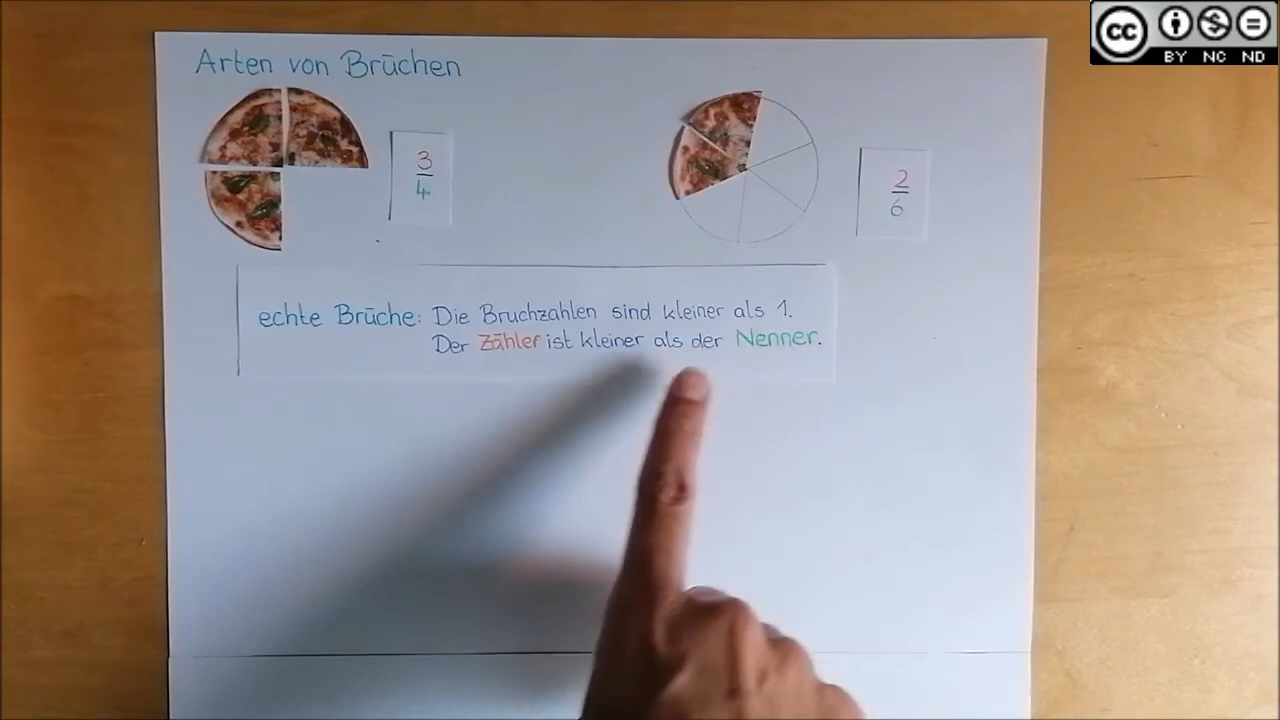 Arten von Brüchen
3
4
2
6
echte Brüche: Die Bruchzahlen sind kleiner als 1.
Der Zähler ist kleiner als der Nenner.
CC
BY NC ND